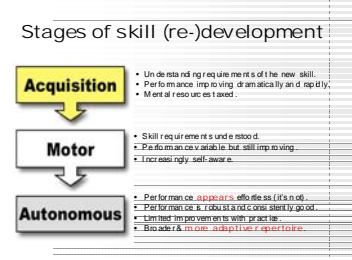 Stages of skill (re-)development
Acquisition
• Understanding requirements of the new skill.
• Performance improving dramatically and rapidly.
• Mental resources taxed.
Motor
• Skill requirements understood.
• Performance variable but still improving.
• Increasingly self-aware.
Autonomous
• Performance appears effortless (it's not).
• Performance is robust and consistently good.
• Limited improvements with practice.
• Broader & more adaptive repertoire.